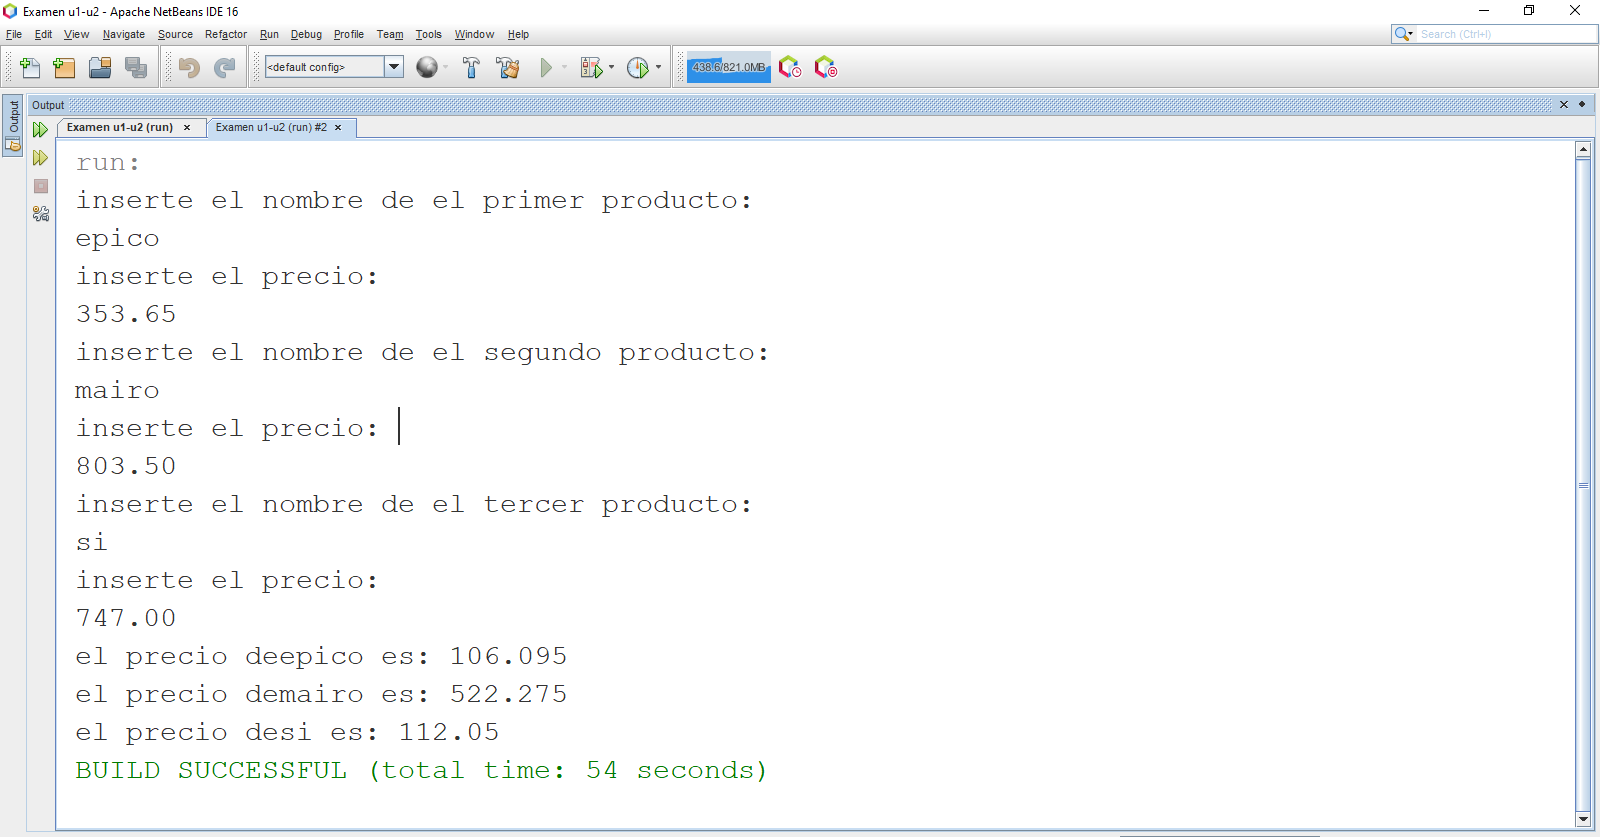 Examen u1-u2 - Apache NetBeans IDE 16
File Edit View Navigate Source Refactor Run Debug Profile Team Tools Window Help
Search (Ctrl+I)
<default config>
438.6/821.0MB
Output
Output
Examen u1-u2 (run) Examen u1-u2 (run) #2
run:
inserte el nombre de el primer producto:
epico
inserte el precio:
353.65
inserte el nombre de el segundo producto:
mairo
inserte el precio:
803.50
inserte el nombre de el tercer producto:
si
inserte el precio:
747.00
el precio deepico es: 106.095
el precio demairo es: 522.275
el precio desi es: 112.05
BUILD SUCCESSFUL (total time: 54 seconds)